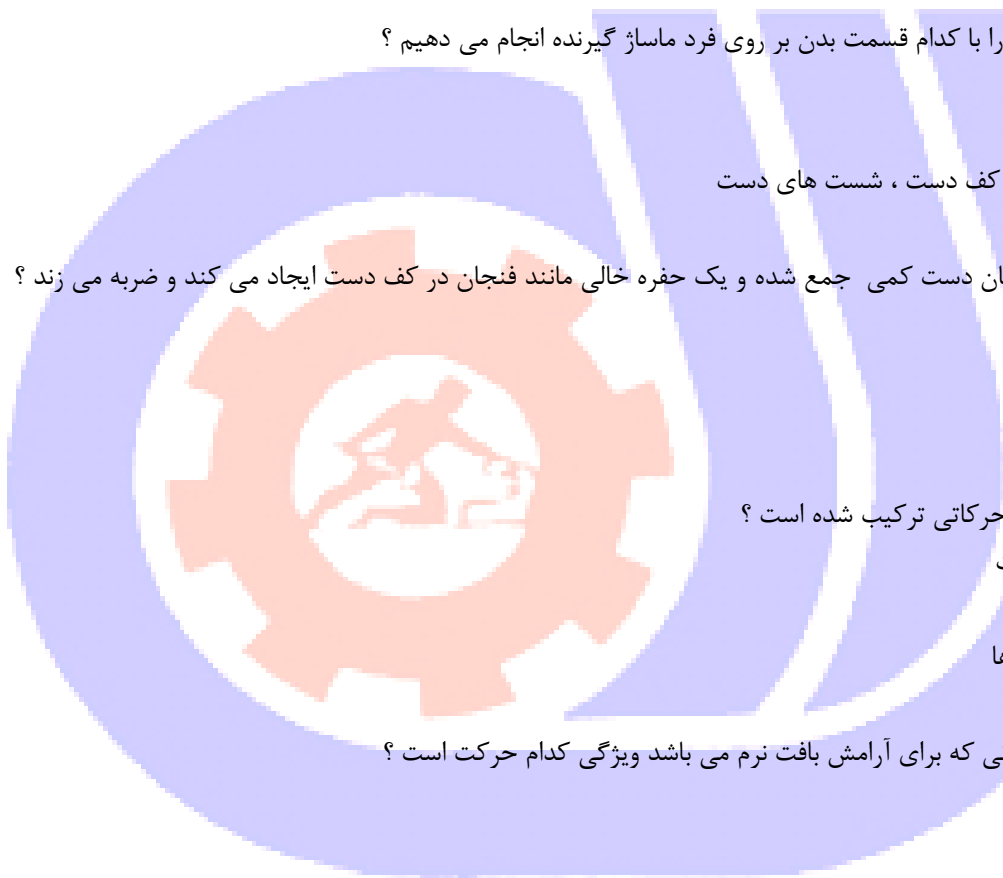 را با کدام قسمت بدن بر روی فرد ماساژ گیرنده انجام می دهیم ؟
کف دست ، شست های دست
ان دست کمی جمع شده و یک حفره خالی مانند فنجان در کف دست ایجاد می کند و ضربه می زند ؟
حرکاتی ترکیب شده است ؟
ها
ی که برای آرامش بافت نرم می باشد ویژگی کدام حرکت است ؟